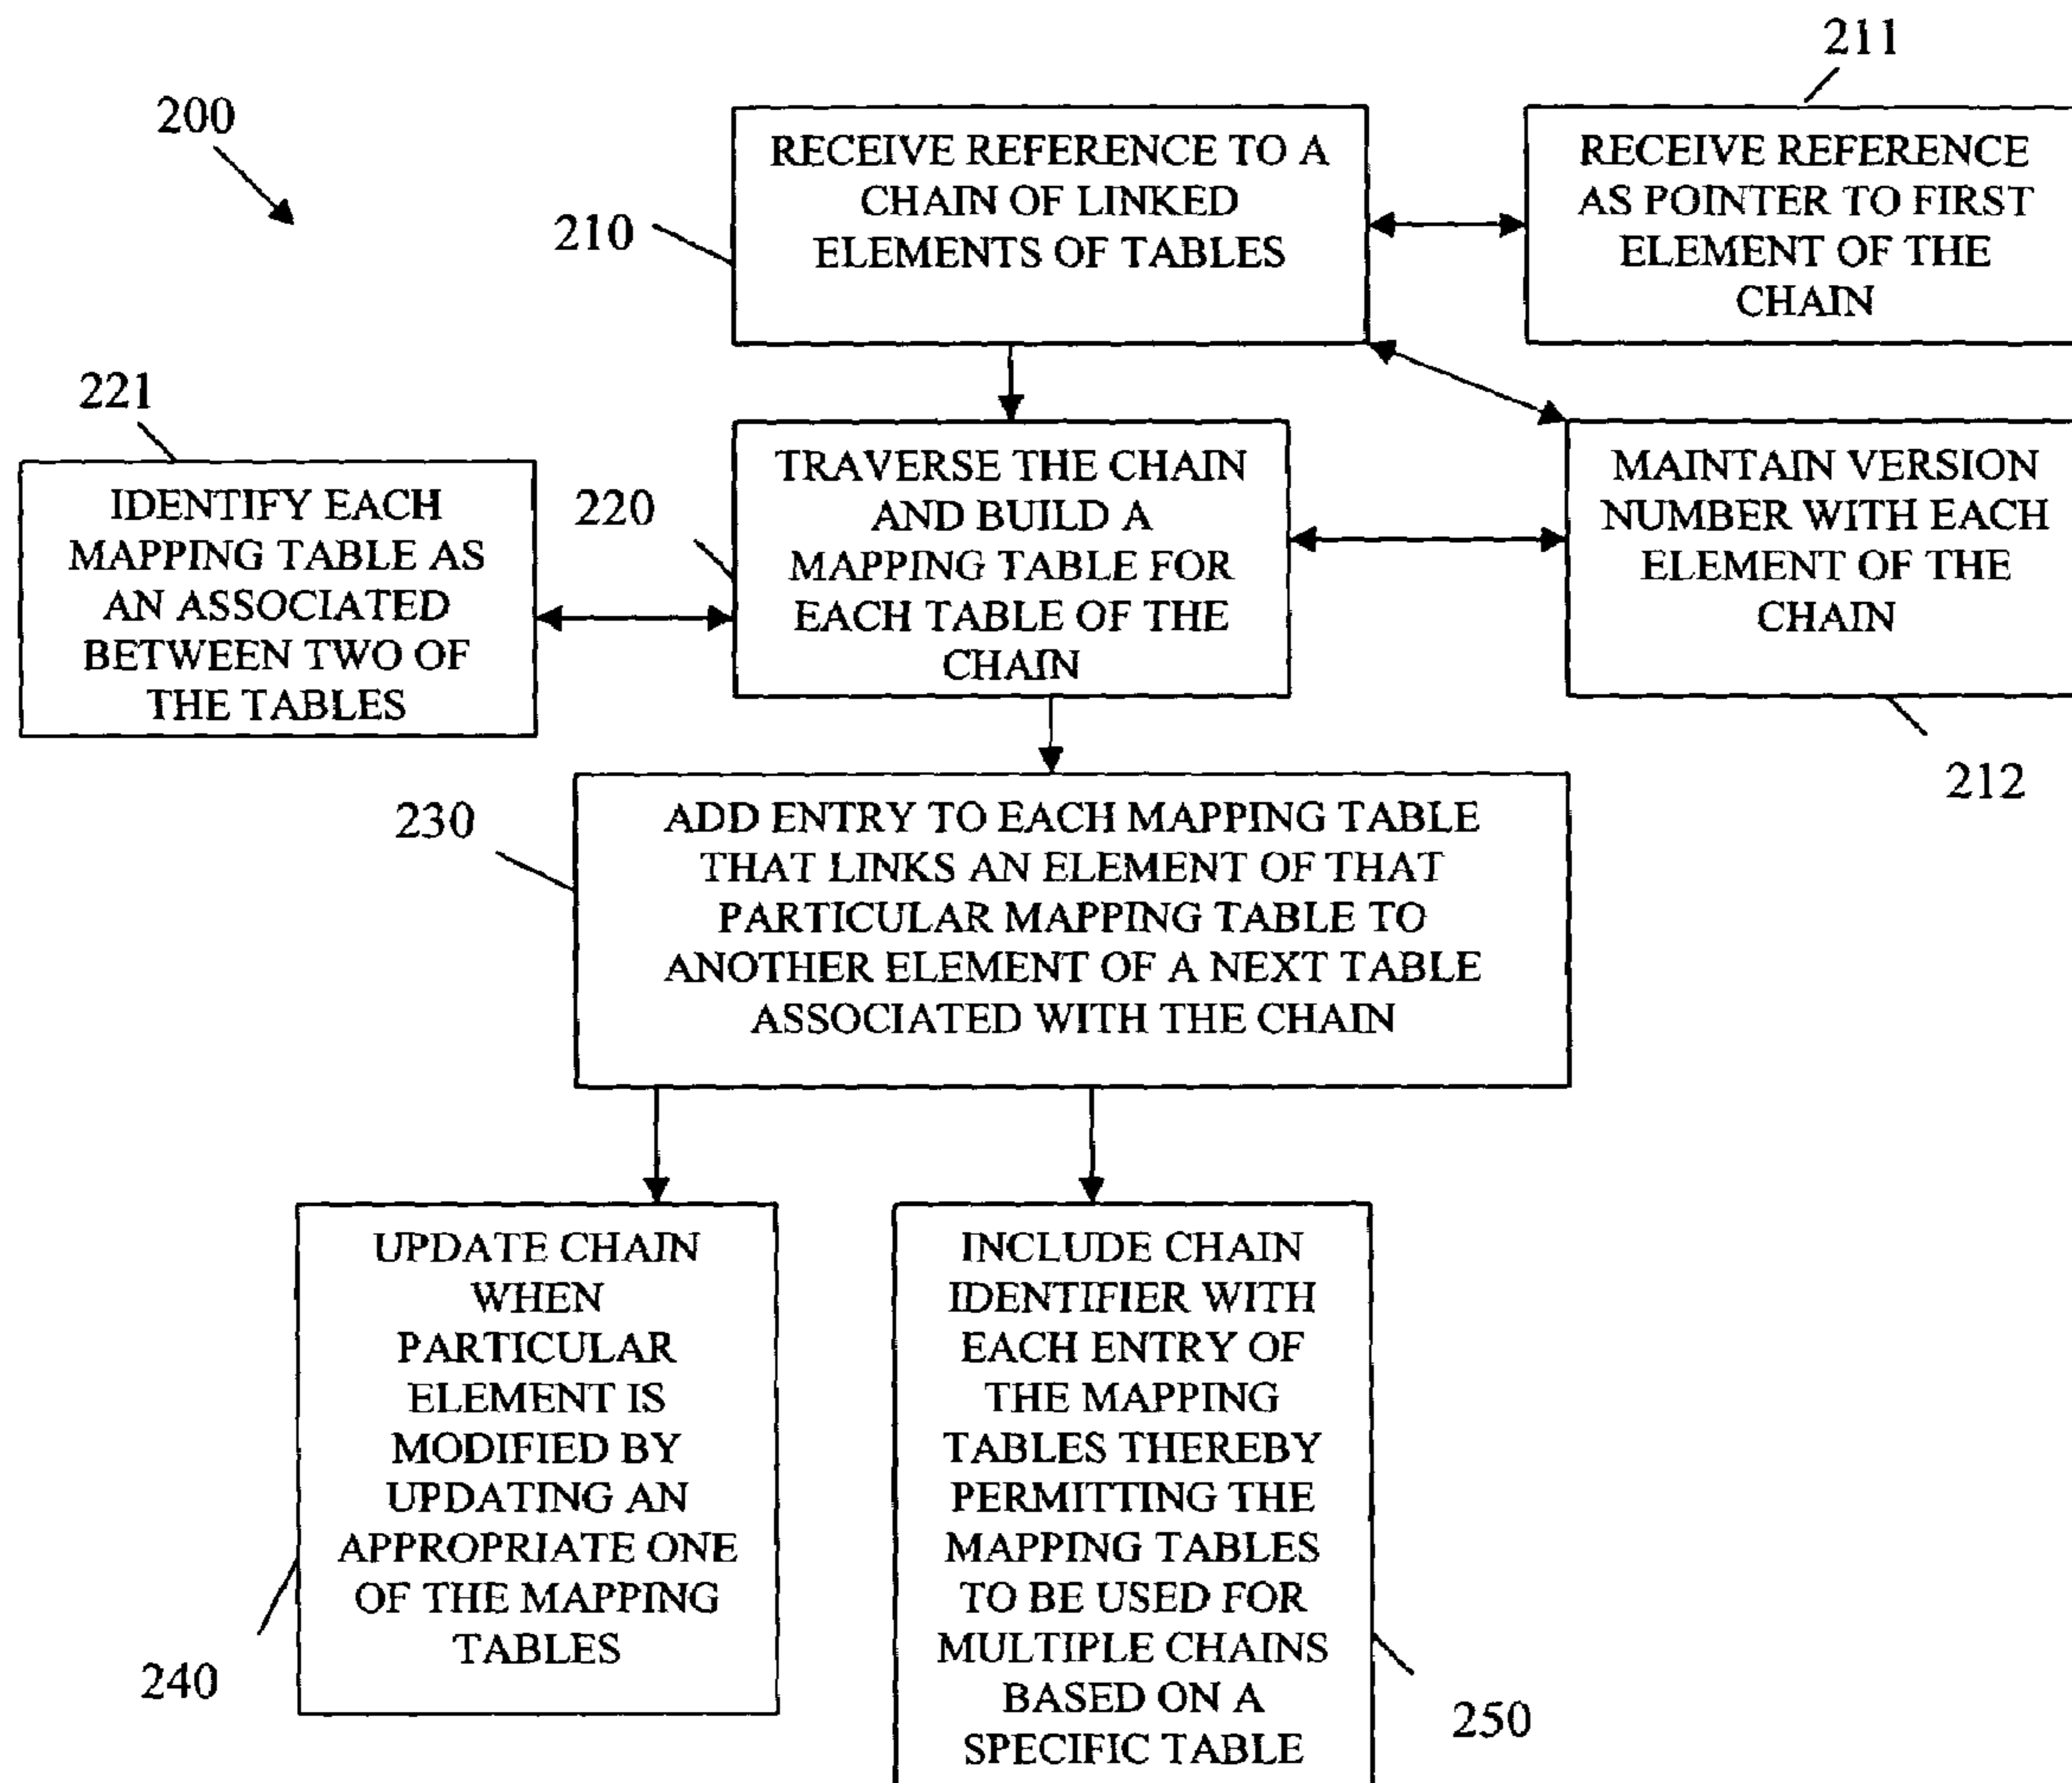 211
200
RECEIVE REFERENCE TO A
CHAIN OF LINKED
ELEMENTS OF TABLES
210
RECEIVE REFERENCE
AS POINTER TO FIRST
ELEMENT OF THE
CHAIN
221
IDENTIFY EACH
MAPPING TABLE AS
AN ASSOCIATED
BETWEEN TWO OF
THE TABLES
220
TRAVERSE THE CHAIN
AND BUILD A
MAPPING TABLE FOR
EACH TABLE OF THE
CHAIN
MAINTAIN VERSION
NUMBER WITH EACH
ELEMENT OF THE
CHAIN
212
230
ADD ENTRY TO EACH MAPPING TABLE
THAT LINKS AN ELEMENT OF THAT
PARTICULAR MAPPING TABLE TO
ANOTHER ELEMENT OF A NEXT TABLE
ASSOCIATED WITH THE CHAIN
UPDATE CHAIN
WHEN
PARTICULAR
ELEMENT IS
MODIFIED BY
UPDATING AN
APPROPRIATE ONE
OF THE MAPPING
TABLES
240
INCLUDE CHAIN
IDENTIFIER WITH
EACH ENTRY OF
THE MAPPING
TABLES THEREBY
PERMITTING THE
MAPPING TABLES
TO BE USED FOR
MULTIPLE CHAINS
BASED ON A
SPECIFIC TABLE
250